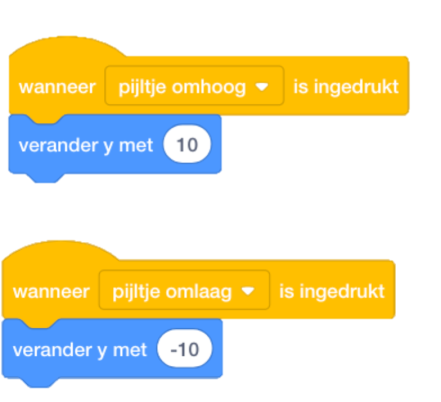 wanneer pijltje omhoog is ingedrukt
verander y met 10
wanneer pijltje omlaag is ingedrukt
verander y met -10